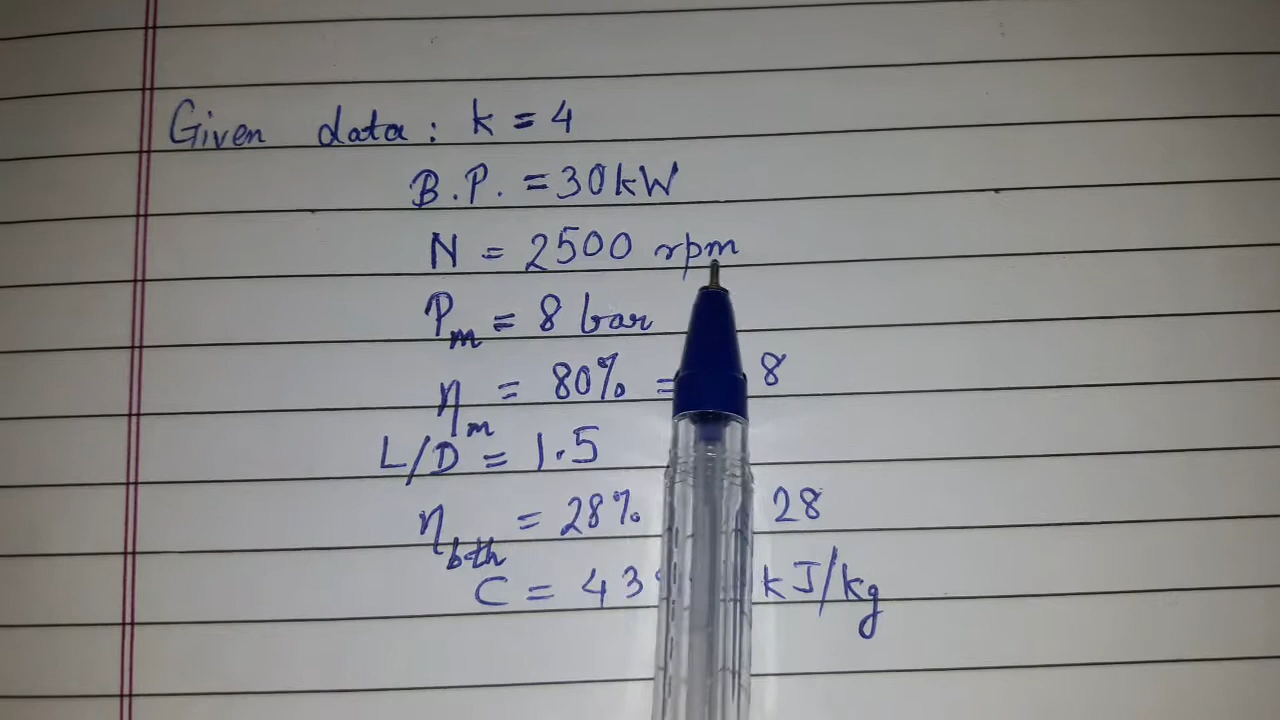 Given data: k = 4
B.P. = 30 kW
N = 2500 rpm
Pm = 8 bar
ηm = 80% = 8
L/D = 1.5
ηbth = 28% 28
C = 43 kJ/kg